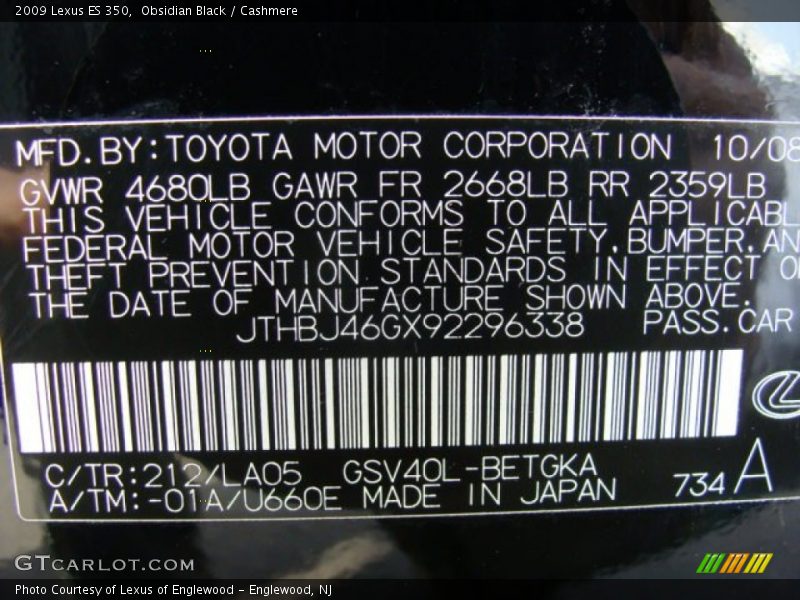 2009 Lexus ES 350,  Obsidian Black / Cashmere
MFD.BY:TOYOTA MOTOR CORPORATION 10/08
GVWR 4680LB GAWR FR 2668LB RR 2359LB
THIS VEHICLE CONFORMS TO ALL APPLICABL
FEDERAL MOTOR VEHICLE SAFETY,BUMPER,AN
THEFT PREVENTION STANDARDS IN EFFECT O
THE DATE OF MANUFACTURE SHOWN ABOVE.
JTHBJ46GX92296338 PASS.CAR
C/TR:212/LA05 GSV40L-BETGKA
A/TM:-01A/U660E MADE IN JAPAN 734 A
GTCARLOT.COM
Photo Courtesy of Lexus of Englewood - Englewood, NJ